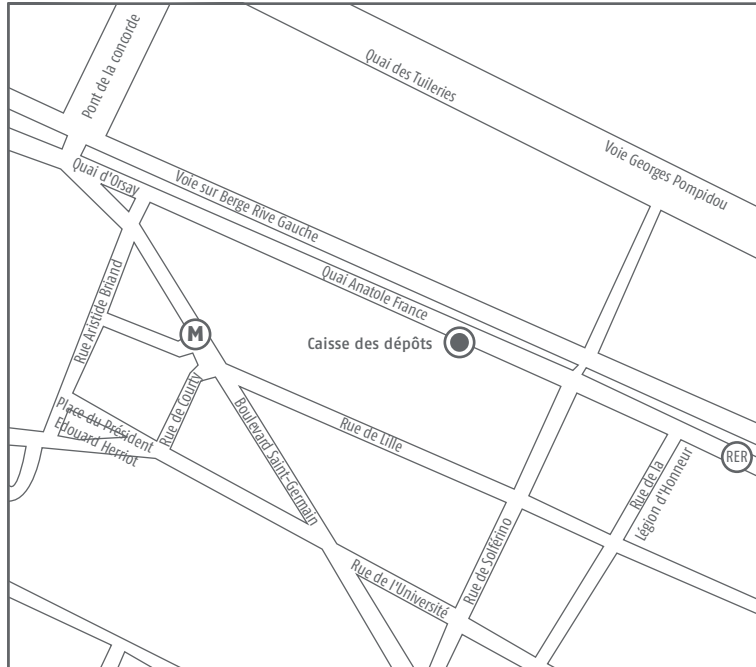 Pont de la concorde
Quai des Tuileries
Voie Georges Pompidou
Quai d'Orsay
Voie sur Berge Rive Gauche
Quai Anatole France
Rue Aristide Briand
M
Caisse des dépôts
Rue de Courty
Place du Président
Edouard Herriot
Boulevard Saint-Germain
Rue de Lille
RER
Rue de la
Légion d'Honneur
Rue de Solférino
Rue de l'Université